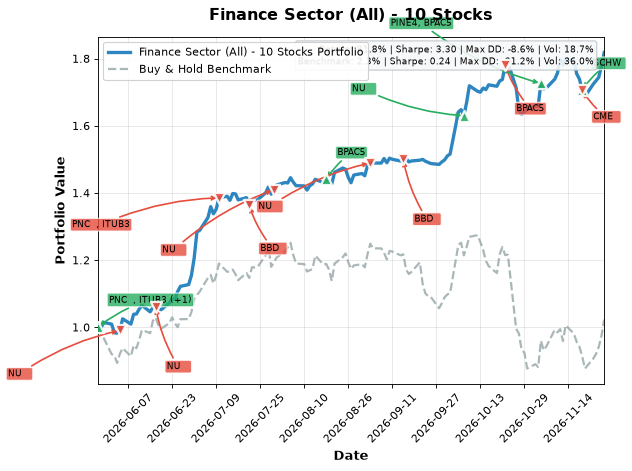 Finance Sector (All) - 10 Stocks
PINE4, BPACS
Finance Sector (All) - 10 Stocks Portfolio
Buy & Hold Benchmark
.8% | Sharpe: 3.30 | Max DD: -8.6% | Vol: 18.7%
Sharpe: 0.24 | Max DD: | Vol: 36.0%
SCHW
NU
BPACS
CME
BPACS
NU
BBD
PNC , ITUB3
NU
BBD
PNC , ITUB3 (+1)
NU
NU
Portfolio Value
1.8
1.6
1.4
1.2
1.0
2026-06-07
2026-06-23
2026-07-09
2026-07-25
2026-08-10
2026-08-26
2026-09-11
2026-09-27
2026-10-13
2026-10-29
2026-11-14
Date